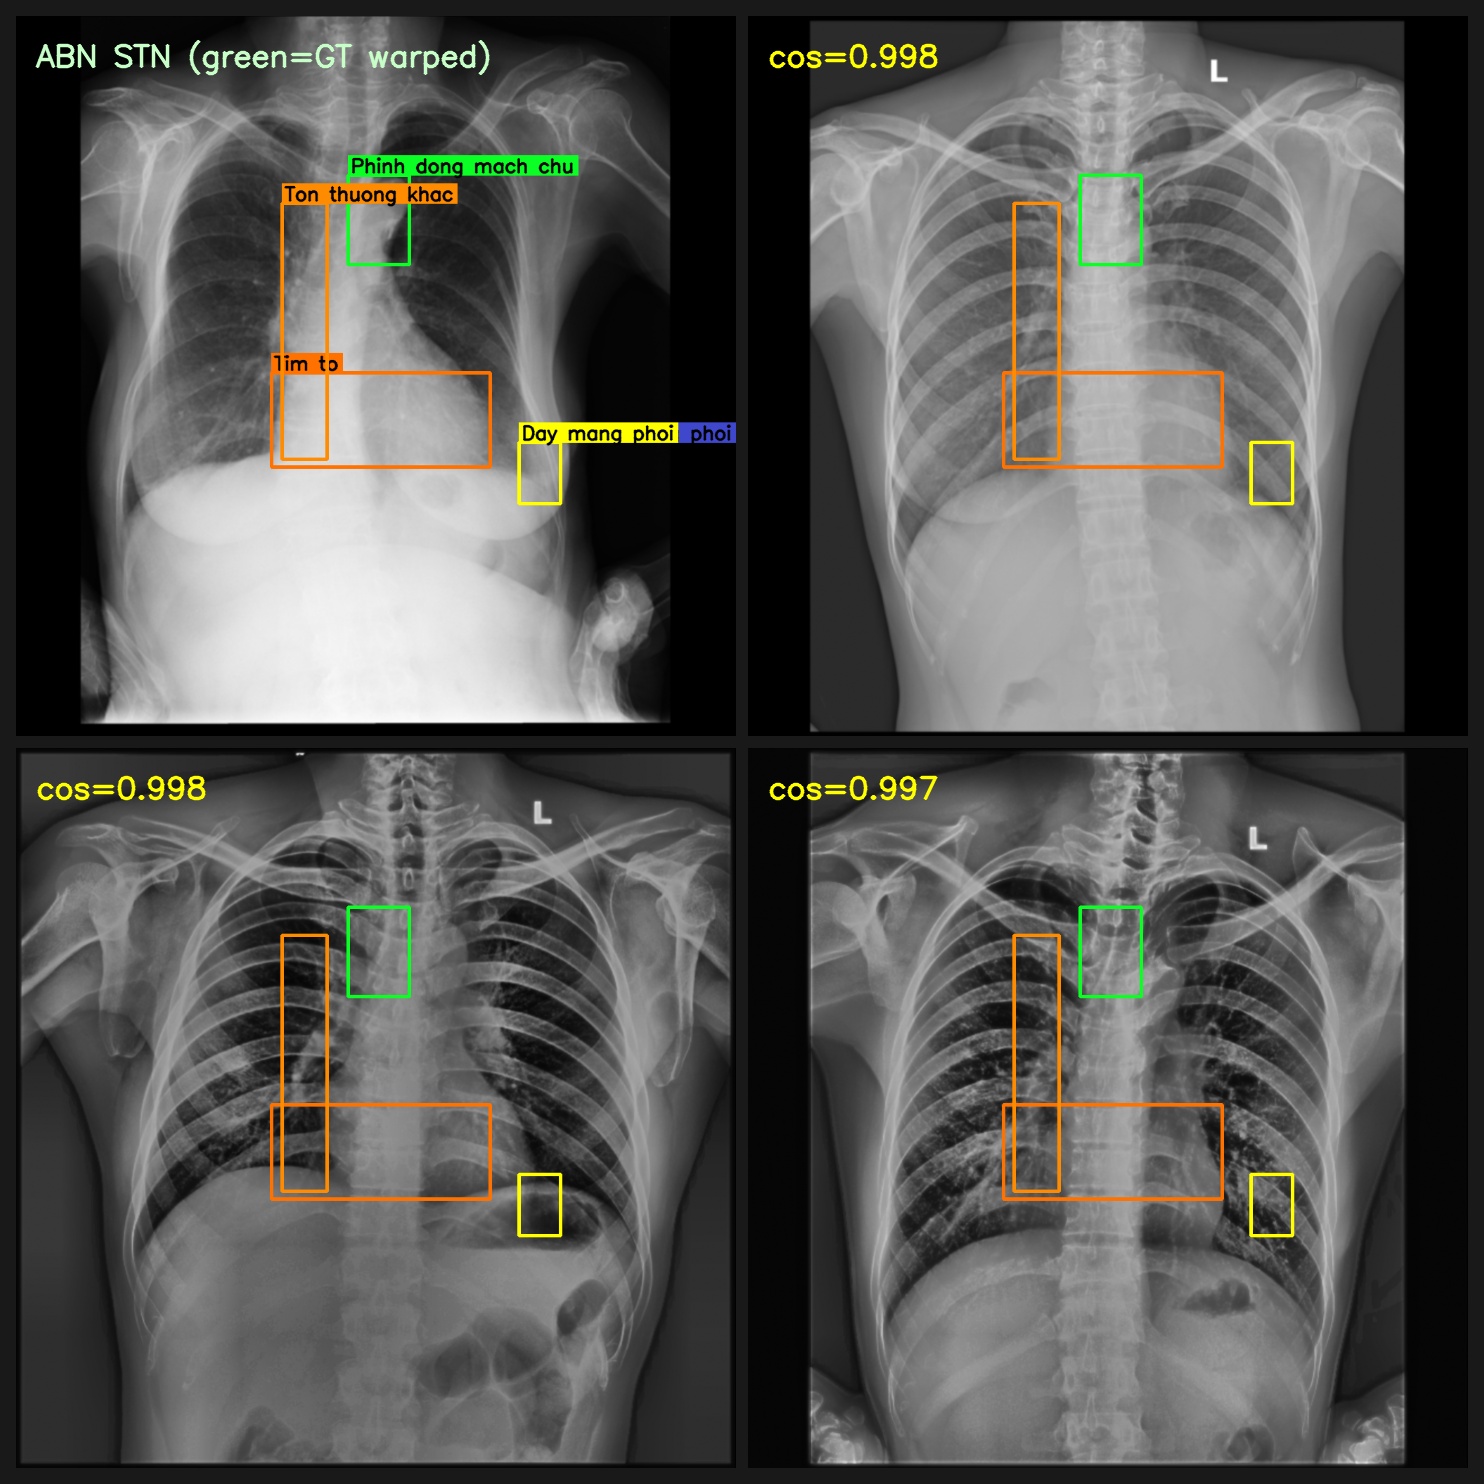 ABN STN (green=GT warped)
Phinh dong mach chu
Ton thuong khac
Tim to
Day mang phoi phoi
cos=0.998
L
cos=0.998
L
cos=0.997
L